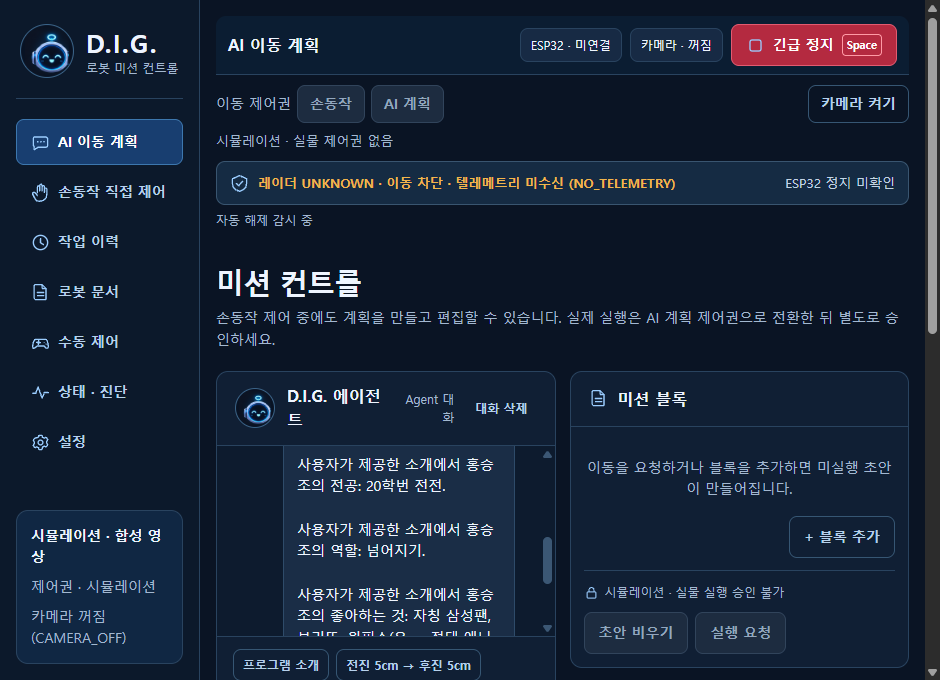 D.I.G.
로봇 미션 컨트롤
AI 이동 계획
손동작 직접 제어
작업 이력
로봇 문서
수동 제어
상태 · 진단
설정
시뮬레이션 · 합성 영
상
제어권 · 시뮬레이션
카메라 꺼짐
(CAMERA_OFF)
AI 이동 계획
ESP32 · 미연결
카메라 · 꺼짐
긴급 정지 Space
이동 제어권 손동작 AI 계획
카메라 켜기
시뮬레이션 · 실물 제어권 없음
레이더 UNKNOWN · 이동 차단 · 텔레메트리 미수신 (NO_TELEMETRY)
ESP32 정지 미확인
자동 해제 감시 중
미션 컨트롤
손동작 제어 중에도 계획을 만들고 편집할 수 있습니다. 실제 실행은 AI 계획 제어권으로 전환한 뒤 별도로 승
인하세요.
D.I.G. 에이전
트
Agent 대
화
대화 삭제
사용자가 제공한 소개에서 홍승
조의 전공: 20학번 전전.
사용자가 제공한 소개에서 홍승
조의 역할: 넘어지기.
사용자가 제공한 소개에서 홍승
조의 좋아하는 것: 자칭 삼성팬,
프로그램 소개
전진 5cm → 후진 5cm
미션 블록
이동을 요청하거나 블록을 추가하면 미실행 초안
이 만들어집니다.
+ 블록 추가
시뮬레이션 · 실물 실행 승인 불가
초안 비우기
실행 요청